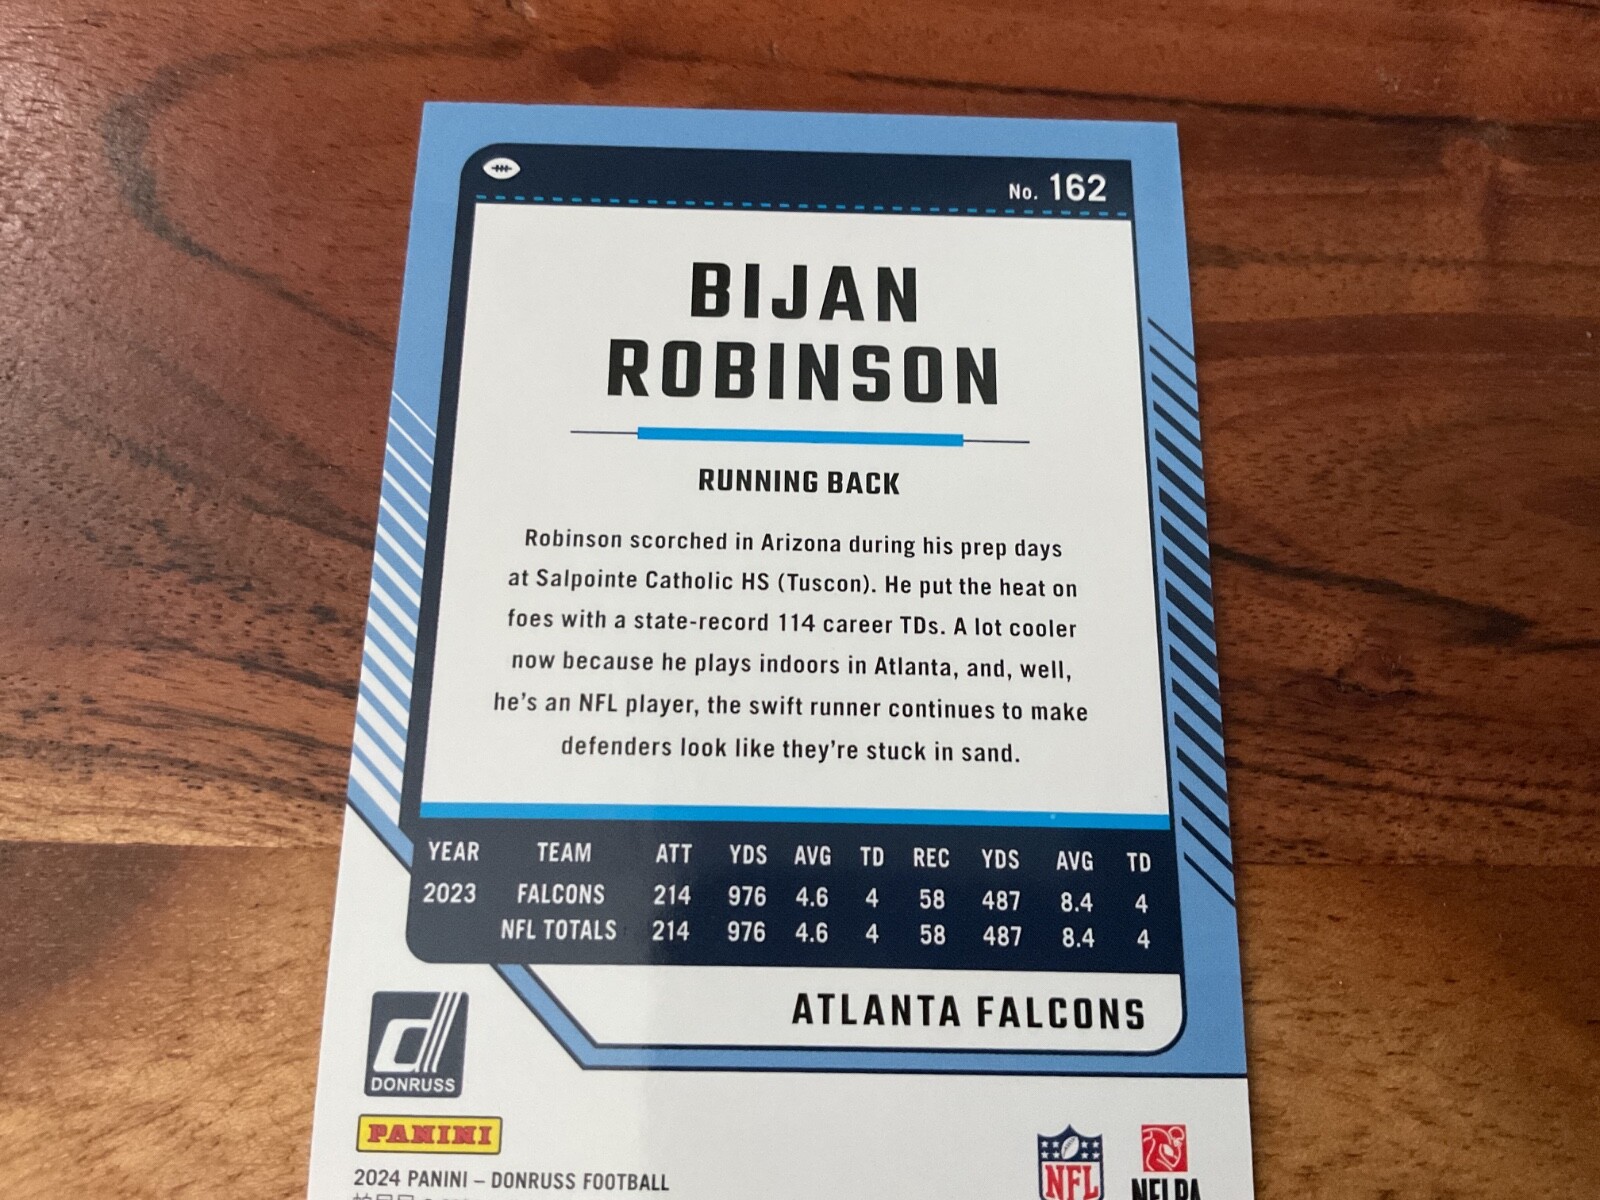 No. 162
BIJAN
ROBINSON
RUNNING BACK
Robinson scorched in Arizona during his prep days
at Salpointe Catholic HS (Tuscon). He put the heat on
foes with a state-record 114 career TDs. A lot cooler
now because he plays indoors in Atlanta, and, well,
he's an NFL player, the swift runner continues to make
defenders look like they're stuck in sand.
YEAR TEAM ATT YDS AVG TD REC YDS AVG TD
2023 FALCONS 214 976 4.6 4 58 487 8.4 4
NFL TOTALS 214 976 4.6 4 58 487 8.4 4
ATLANTA FALCONS
d
DONRUSS
PANINI
2024 PANINI – DONRUSS FOOTBALL
NFL
NFLPA